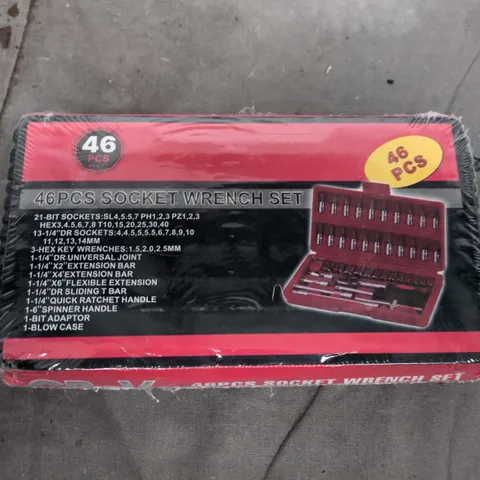 46
PCS
46
PCS
46PCS SOCKET WRENCH SET
21-BIT SOCKETS:SL4,5.5,7 PH1,2,3 PZ1,2,3
HEX3,4,5,6,7,8 T10,15,20,25,30,40
13-1/4"DR SOCKETS:4,4.5,5,5.5,6,7,8,9,10
11,12,13,14MM
3-HEX KEY WRENCHES:1.5,2.0,2.5MM
1-1/4"DR UNIVERSAL JOINT
1-1/4"X2"EXTENSION BAR
1-1/4"X4'EXTENSION BAR
1-1/4"X6"FLEXIBLE EXTENSION
1-1/4"DR SLIDING T BAR
1-1/4"QUICK RATCHET HANDLE
1-6"SPINNER HANDLE
1-BIT ADAPTOR
1-BLOW CASE
CR-V 46PCS SOCKET WRENCH SET